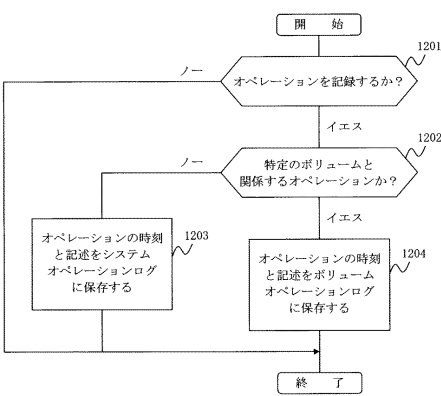 開　始
1201
ノー
オペレーションを記録するか？
イエス
1202
ノー
特定のボリュームと
関係するオペレーションか？
イエス
1203
オペレーションの時刻
と記述をシステム
オペレーションログ
に保存する
1204
オペレーションの時刻
と記述をボリューム
オペレーションログ
に保存する
終　了